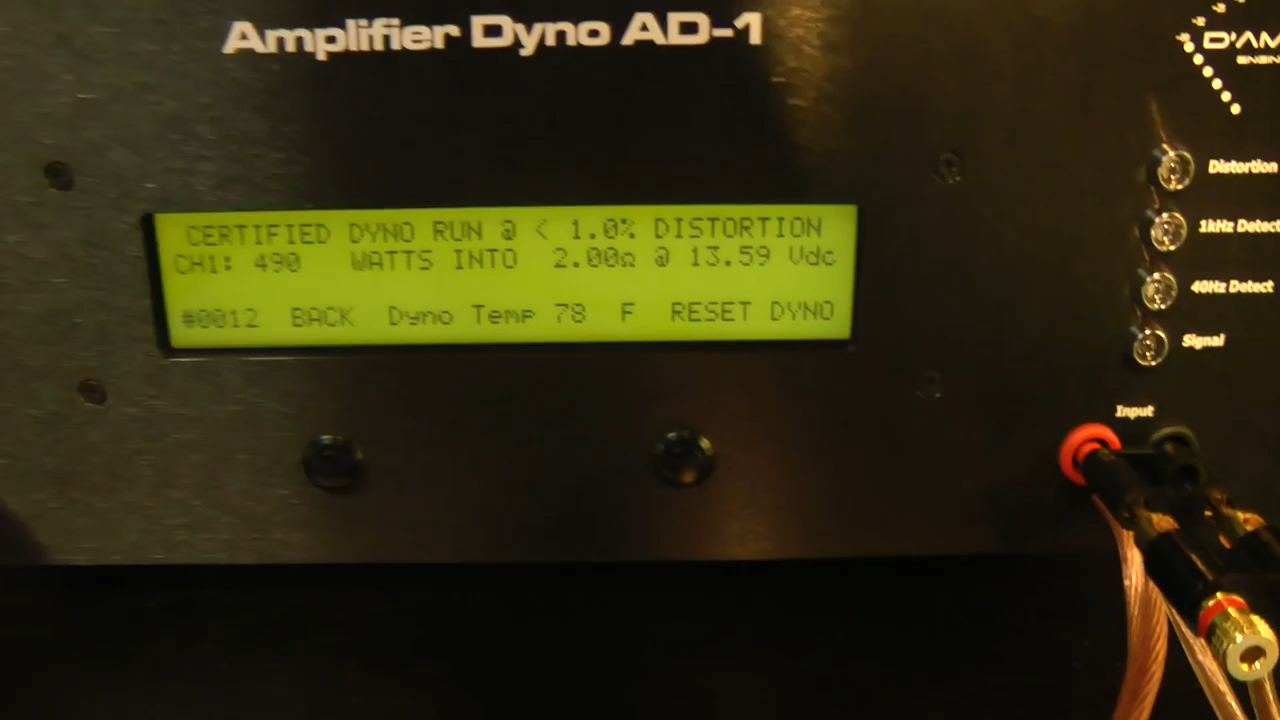 Amplifier Dyno AD-1
CERTIFIED DYNO RUN @ < 1.0% DISTORTION
CH1: 490 WATTS INTO 2.00Ω @ 13.59 Vdc
#0012 BACK Dyno Temp 78 F RESET DYNO
D'AM
Distortion
1kHz Detect
40Hz Detect
Signal
Input